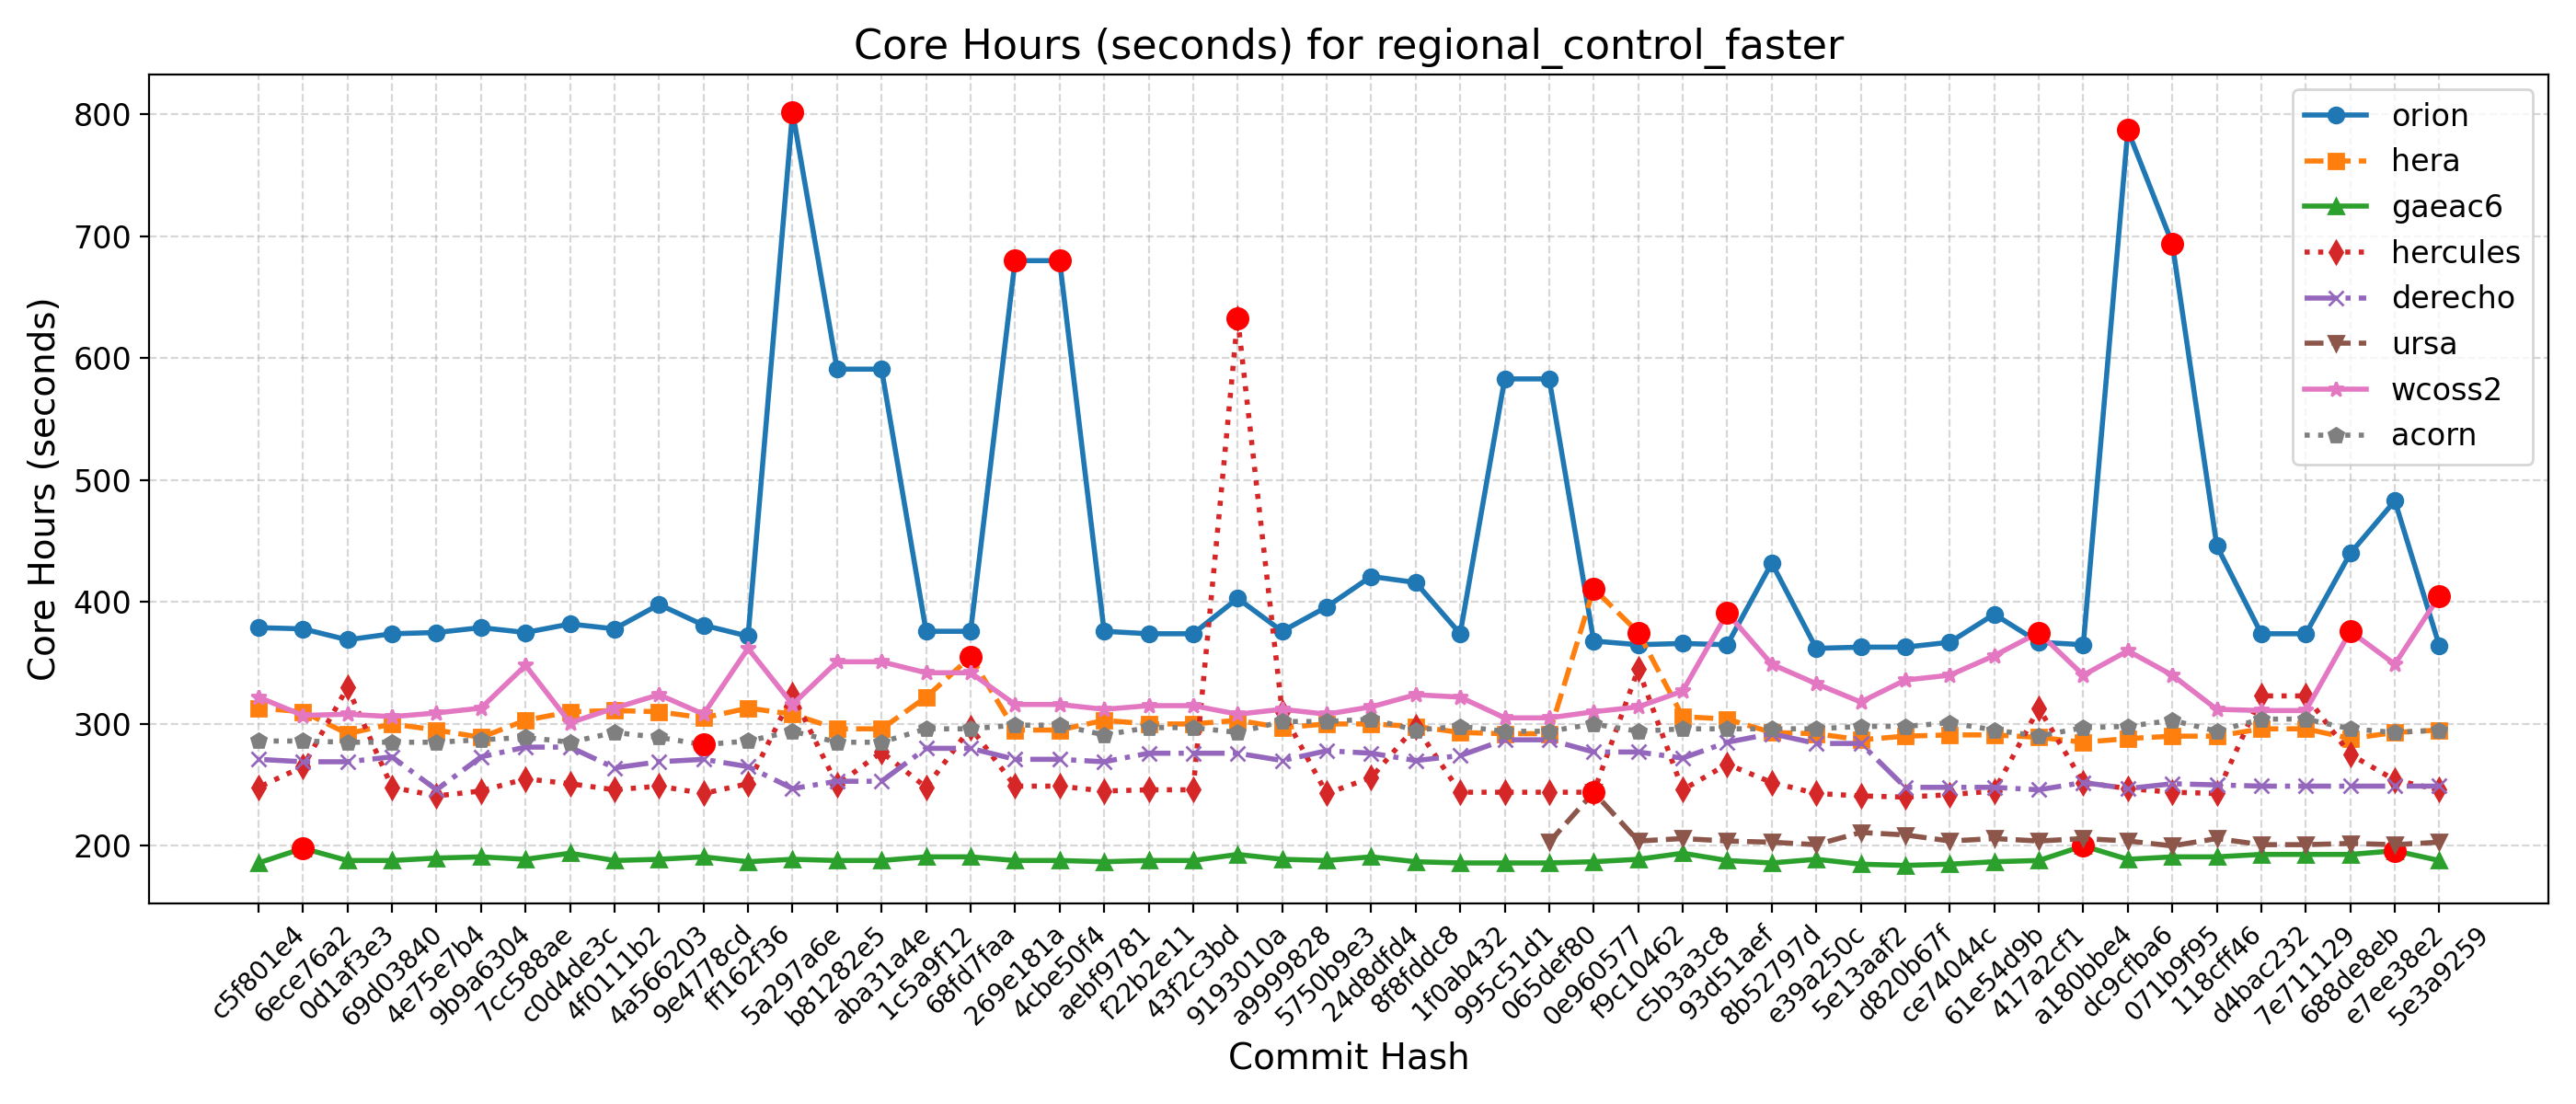 Core Hours (seconds) for regional_control_faster
Core Hours (seconds)
800
700
600
500
400
300
200
orion
hera
gaeac6
hercules
derecho
ursa
wcoss2
acorn
c5f801e4
6ece76a2
0d1af3e3
69d03840
4e75e7b4
9b9a6304
7cc588ae
c0d4de3c
4f0111b2
4a566203
9e4778cd
ff162f36
5a297a6e
b81282e5
aba31a4e
1c5a9f12
68fd7faa
269e181a
4cbe50f4
aebf9781
f22b2e11
43f2c3bd
9193010a
a9999828
5750b9e3
24d8dfd4
8f8fddc8
1f0ab432
995c51d1
065def80
0e960577
f9c10462
c5b3a3c8
93d51aef
8b52797d
e39a250c
5e13aaf2
d820b67f
ce74044c
61e54d9b
417a2cf1
a180bbe4
dc9cfba6
071b9f95
118cff46
d4bac232
7e711129
688de8eb
e7ee38e2
5e3a9259
Commit Hash